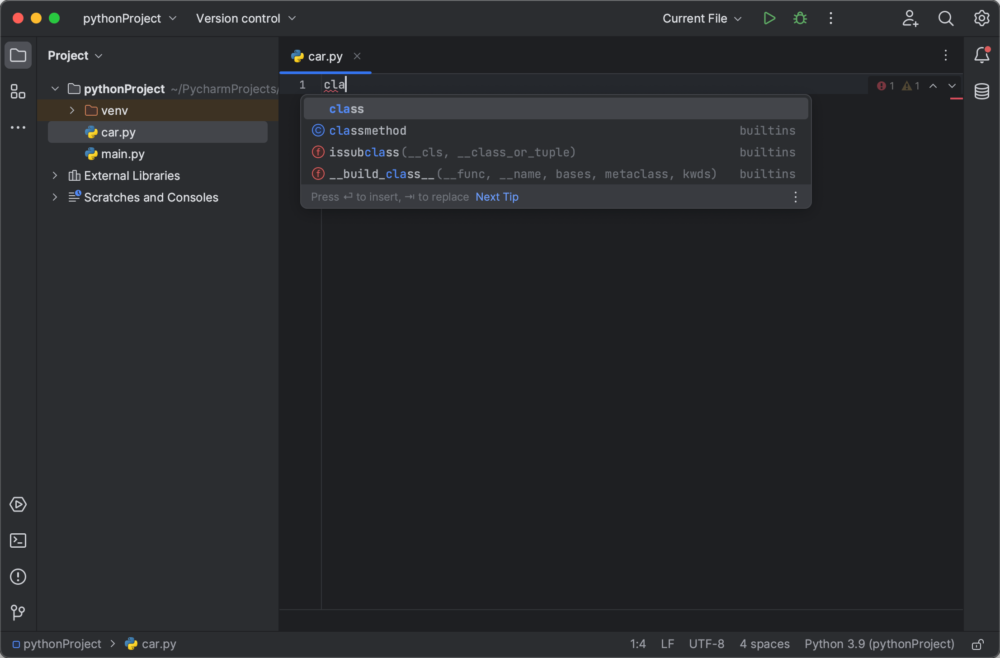 pythonProject Version control Current File
Project
car.py
pythonProject ~/PycharmProjects/
venv
car.py
main.py
External Libraries
Scratches and Consoles
1 cla
1 1
class
classmethod builtins
issubclass(__cls, __class_or_tuple) builtins
__build_class__(__func, __name, bases, metaclass, kwds) builtins
Press ↵ to insert, ⇥ to replace Next Tip
pythonProject > car.py
1:4 LF UTF-8 4 spaces Python 3.9 (pythonProject)